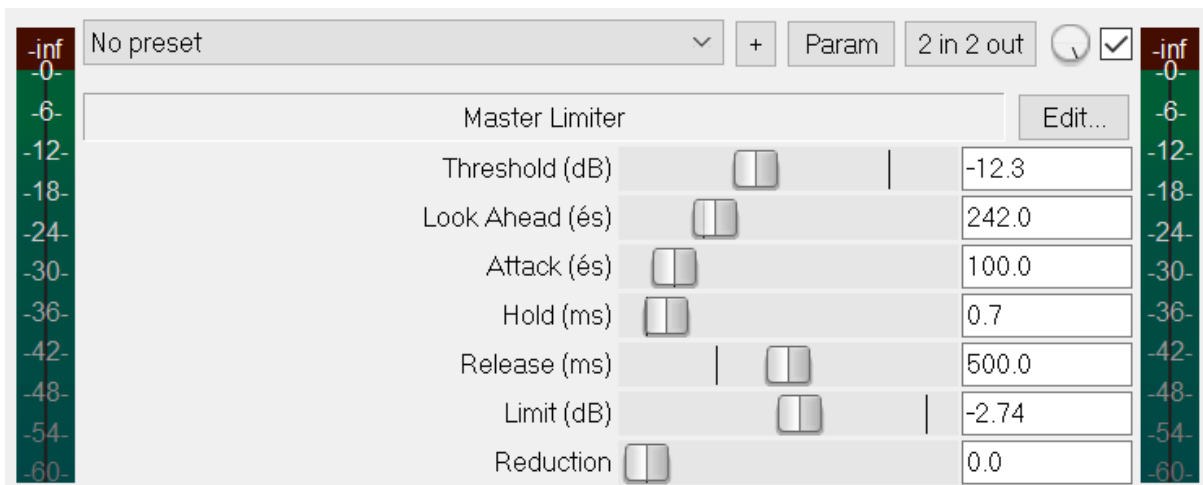 No preset + Param 2 in 2 out
Master Limiter Edit...
Threshold (dB) -12.3
Look Ahead (és) 242.0
Attack (és) 100.0
Hold (ms) 0.7
Release (ms) 500.0
Limit (dB) -2.74
Reduction 0.0
-inf
-0-
-6-
-12-
-18-
-24-
-30-
-36-
-42-
-48-
-54-
-60-
-inf
-0-
-6-
-12-
-18-
-24-
-30-
-36-
-42-
-48-
-54-
-60-